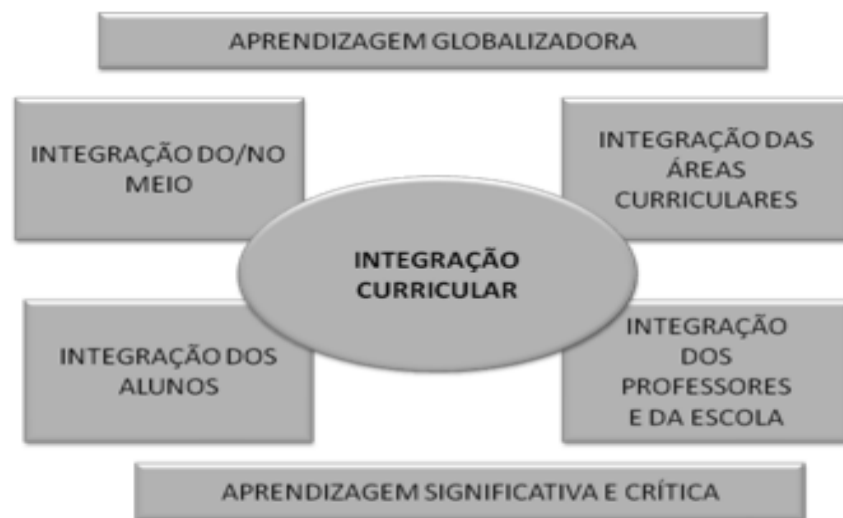 APRENDIZAGEM GLOBALIZADORA
INTEGRAÇÃO DO/NO
MEIO
INTEGRAÇÃO DAS
ÁREAS
CURRICULARES
INTEGRAÇÃO
CURRICULAR
INTEGRAÇÃO DOS
ALUNOS
INTEGRAÇÃO
DOS
PROFESSORES
E DA ESCOLA
APRENDIZAGEM SIGNIFICATIVA E CRÍTICA